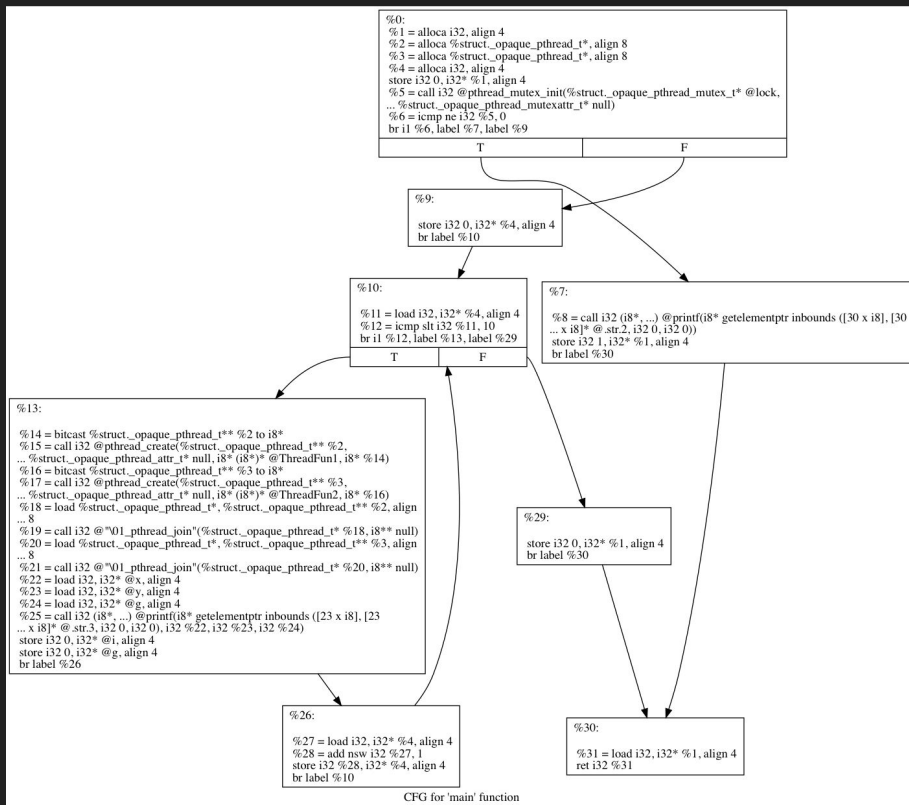 %0:
%1 = alloca i32, align 4
%2 = alloca %struct._opaque_pthread_t*, align 8
%3 = alloca %struct._opaque_pthread_t*, align 8
%4 = alloca i32, align 4
store i32 0, i32* %1, align 4
%5 = call i32 @pthread_mutex_init(%struct._opaque_pthread_mutex_t* @lock,
... %struct._opaque_pthread_mutexattr_t* null)
%6 = icmp ne i32 %5, 0
br i1 %6, label %7, label %9
T F
%9:
store i32 0, i32* %4, align 4
br label %10
%10:
%11 = load i32, i32* %4, align 4
%12 = icmp slt i32 %11, 10
br i1 %12, label %13, label %29
T F
%7:
%8 = call i32 (i8*, ...) @printf(i8* getelementptr inbounds ([30 x i8], [30
... x i8]* @.str.2, i32 0, i32 0))
store i32 1, i32* %1, align 4
br label %30
%13:
%14 = bitcast %struct._opaque_pthread_t** %2 to i8*
%15 = call i32 @pthread_create(%struct._opaque_pthread_t** %2,
... %struct._opaque_pthread_attr_t* null, i8* (i8*)* @ThreadFun1, i8* %14)
%16 = bitcast %struct._opaque_pthread_t** %3 to i8*
%17 = call i32 @pthread_create(%struct._opaque_pthread_t** %3,
... %struct._opaque_pthread_attr_t* null, i8* (i8*)* @ThreadFun2, i8* %16)
%18 = load %struct._opaque_pthread_t*, %struct._opaque_pthread_t** %2, align
... 8
%19 = call i32 @"\01_pthread_join"(%struct._opaque_pthread_t* %18, i8** null)
%20 = load %struct._opaque_pthread_t*, %struct._opaque_pthread_t** %3, align
... 8
%21 = call i32 @"\01_pthread_join"(%struct._opaque_pthread_t* %20, i8** null)
%22 = load i32, i32* @x, align 4
%23 = load i32, i32* @y, align 4
%24 = load i32, i32* @g, align 4
%25 = call i32 (i8*, ...) @printf(i8* getelementptr inbounds ([23 x i8], [23
... x i8]* @.str.3, i32 0, i32 0), i32 %22, i32 %23, i32 %24)
store i32 0, i32* @i, align 4
store i32 0, i32* @g, align 4
br label %26
%29:
store i32 0, i32* %1, align 4
br label %30
%26:
%27 = load i32, i32* %4, align 4
%28 = add nsw i32 %27, 1
store i32 %28, i32* %4, align 4
br label %10
%30:
%31 = load i32, i32* %1, align 4
ret i32 %31
CFG for 'main' function